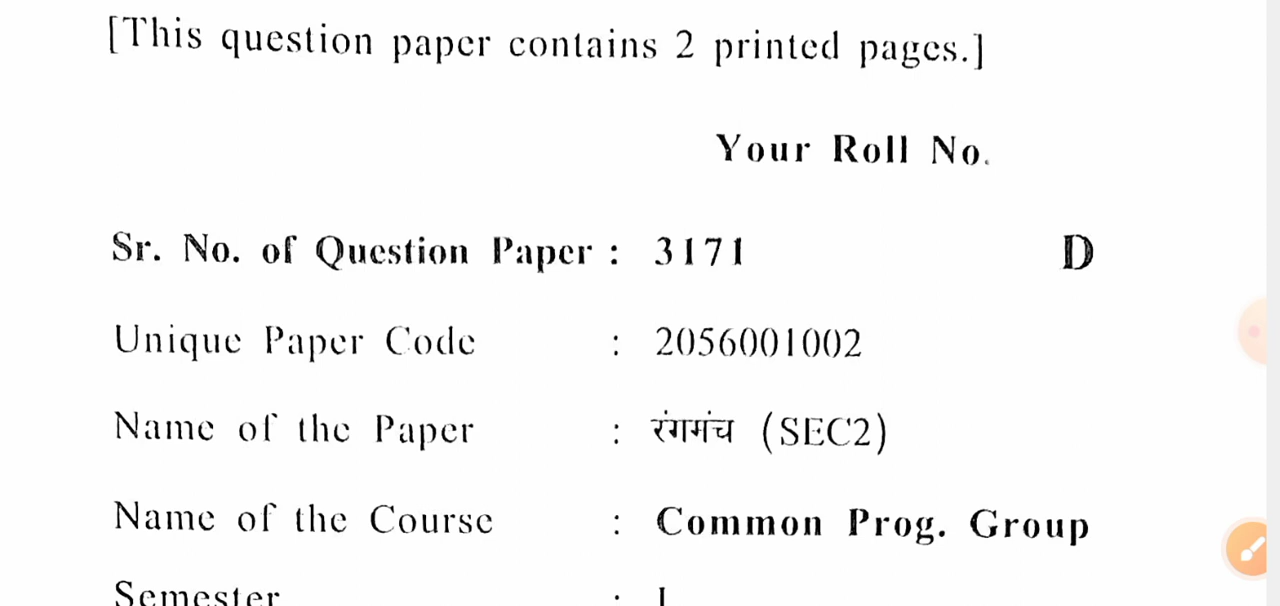 [This question paper contains 2 printed pages.]
Your Roll No.
Sr. No. of Question Paper : 3171 D
Unique Paper Code : 2056001002
Name of the Paper : रंगमंच (SEC2)
Name of the Course : Common Prog. Group
Semester : I